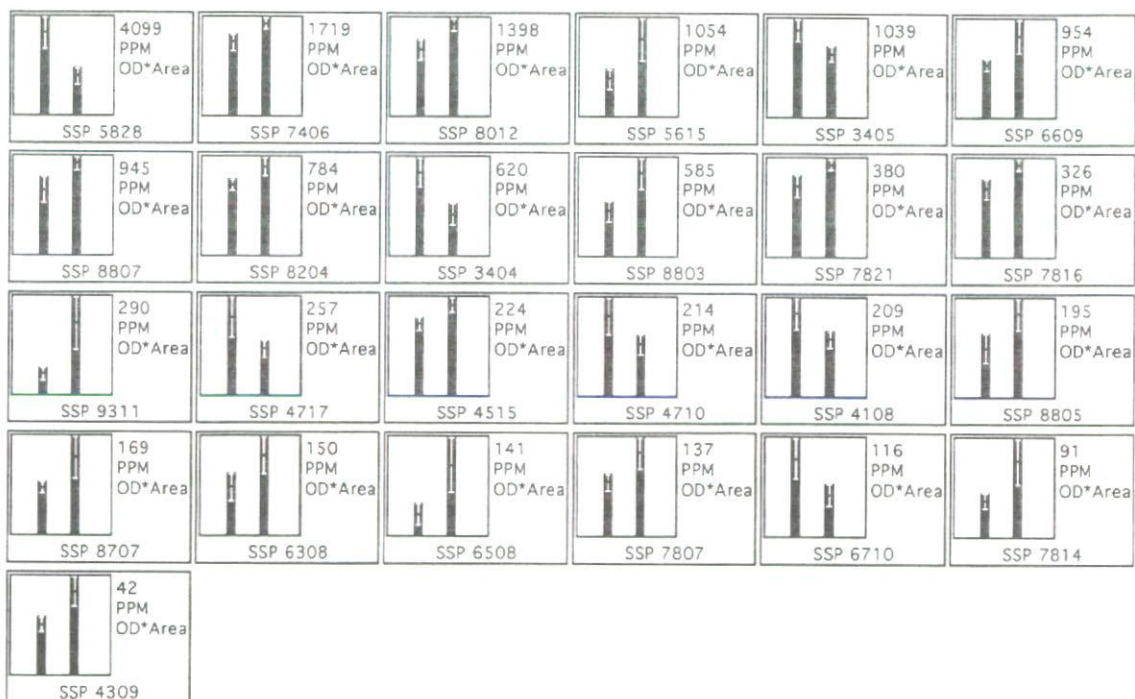 4099
PPM
OD*Area
SSP 5828
1719
PPM
OD*Area
SSP 7406
1398
PPM
OD*Area
SSP 8012
1054
PPM
OD*Area
SSP 5615
1039
PPM
OD*Area
SSP 3405
954
PPM
OD*Area
SSP 6609
945
PPM
OD*Area
SSP 8807
784
PPM
OD*Area
SSP 8204
620
PPM
OD*Area
SSP 3404
585
PPM
OD*Area
SSP 8803
380
PPM
OD*Area
SSP 7821
326
PPM
OD*Area
SSP 7816
290
PPM
OD*Area
SSP 9311
257
PPM
OD*Area
SSP 4717
224
PPM
OD*Area
SSP 4515
214
PPM
OD*Area
SSP 4710
209
PPM
OD*Area
SSP 4108
195
PPM
OD*Area
SSP 8805
169
PPM
OD*Area
SSP 8707
150
PPM
OD*Area
SSP 6308
141
PPM
OD*Area
SSP 6508
137
PPM
OD*Area
SSP 7807
116
PPM
OD*Area
SSP 6710
91
PPM
OD*Area
SSP 7814
42
PPM
OD*Area
SSP 4309